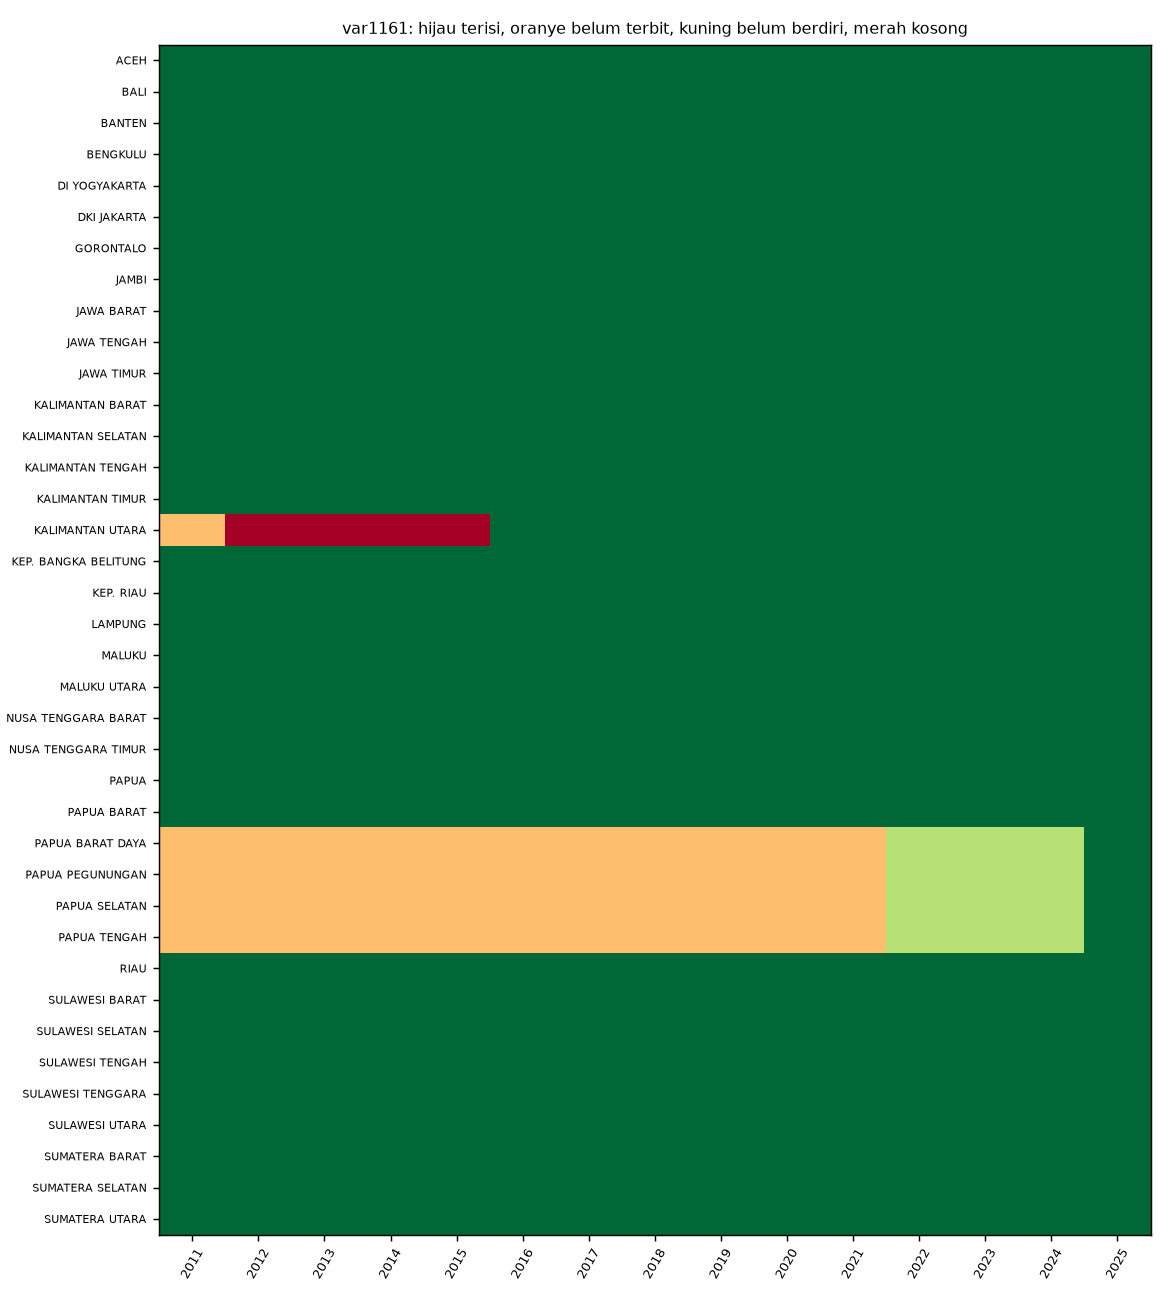 var1161: hijau terisi, oranye belum terbit, kuning belum berdiri, merah kosong
ACEH
BALI
BANTEN
BENGKULU
DI YOGYAKARTA
DKI JAKARTA
GORONTALO
JAMBI
JAWA BARAT
JAWA TENGAH
JAWA TIMUR
KALIMANTAN BARAT
KALIMANTAN SELATAN
KALIMANTAN TENGAH
KALIMANTAN TIMUR
KALIMANTAN UTARA
KEP. BANGKA BELITUNG
KEP. RIAU
LAMPUNG
MALUKU
MALUKU UTARA
NUSA TENGGARA BARAT
NUSA TENGGARA TIMUR
PAPUA
PAPUA BARAT
PAPUA BARAT DAYA
PAPUA PEGUNUNGAN
PAPUA SELATAN
PAPUA TENGAH
RIAU
SULAWESI BARAT
SULAWESI SELATAN
SULAWESI TENGAH
SULAWESI TENGGARA
SULAWESI UTARA
SUMATERA BARAT
SUMATERA SELATAN
SUMATERA UTARA
2011 2012 2013 2014 2015 2016 2017 2018 2019 2020 2021 2022 2023 2024 2025